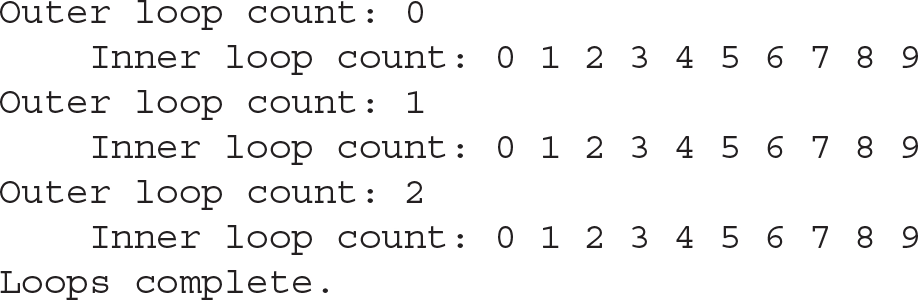 Outer loop count: 0
    Inner loop count: 0 1 2 3 4 5 6 7 8 9
Outer loop count: 1
    Inner loop count: 0 1 2 3 4 5 6 7 8 9
Outer loop count: 2
    Inner loop count: 0 1 2 3 4 5 6 7 8 9
Loops complete.